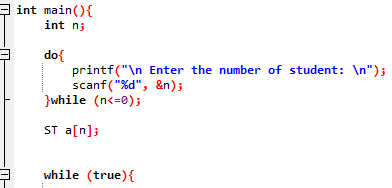 int main(){
int n;
do{
printf("\n Enter the number of student: \n");
scanf("%d", &n);
}while (n<=0);
ST a[n];
while (true){